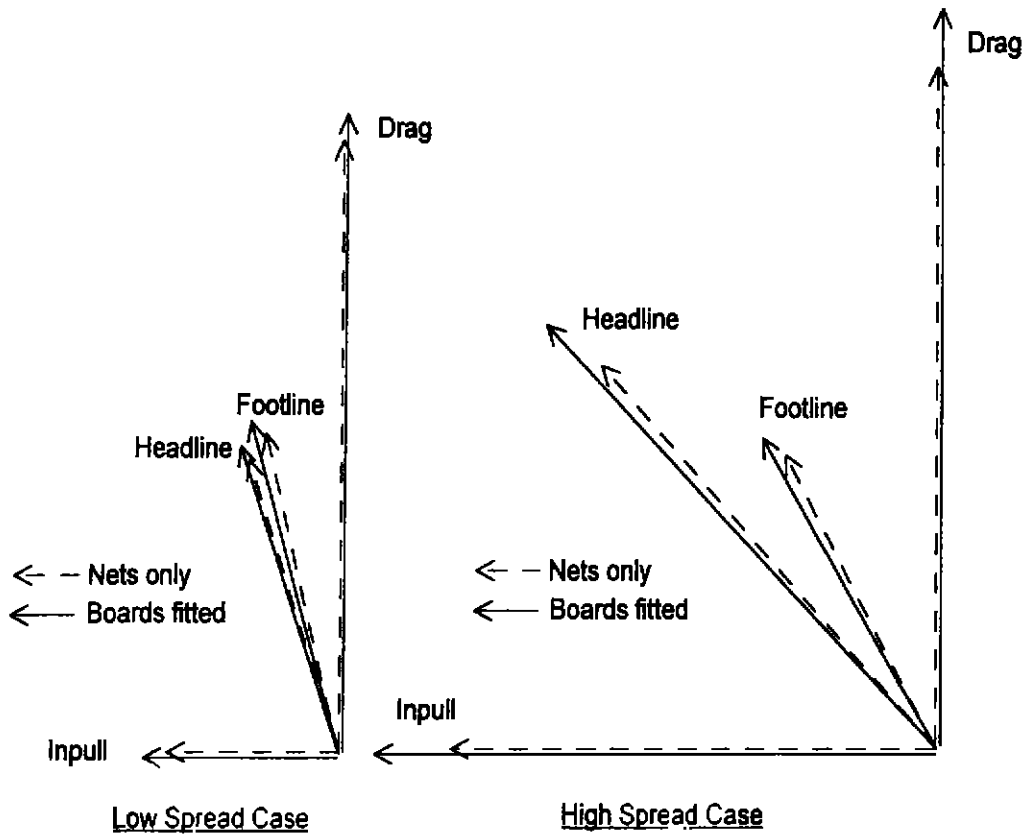 Drag
Footline
Headline
Nets only
Boards fitted
Inpull
Low Spread Case
Drag
Headline
Footline
Nets only
Boards fitted
Inpull
High Spread Case